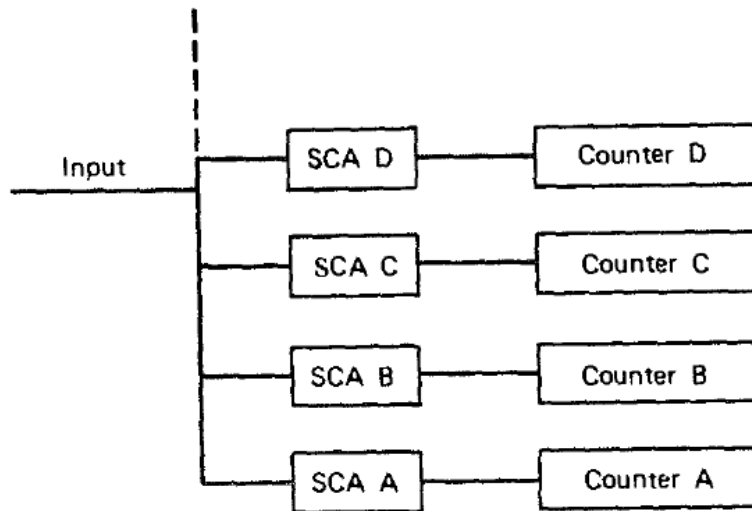 Input
SCA D
Counter D
SCA C
Counter C
SCA B
Counter B
SCA A
Counter A